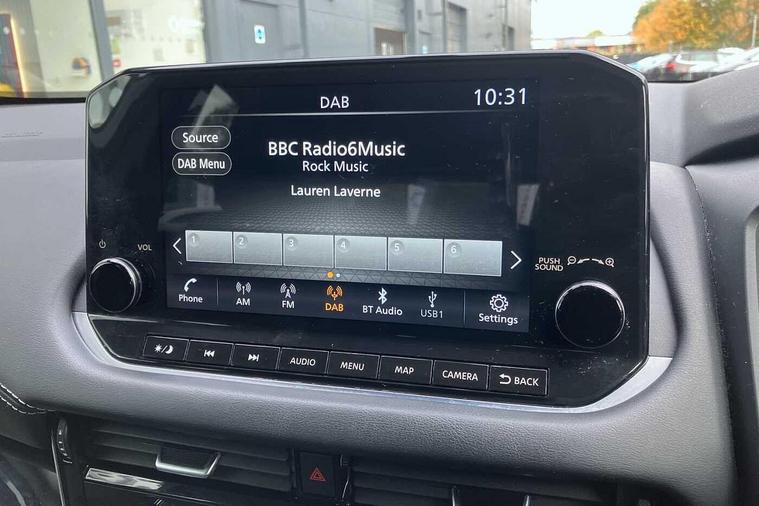 DAB
10:31
Source
DAB Menu
BBC Radio6Music
Rock Music
Lauren Laverne
1 2 3 4 5 6
VOL
PUSH
SOUND
Phone
AM
FM
DAB
BT Audio
USB1
Settings
AUDIO
MENU
MAP
CAMERA
BACK